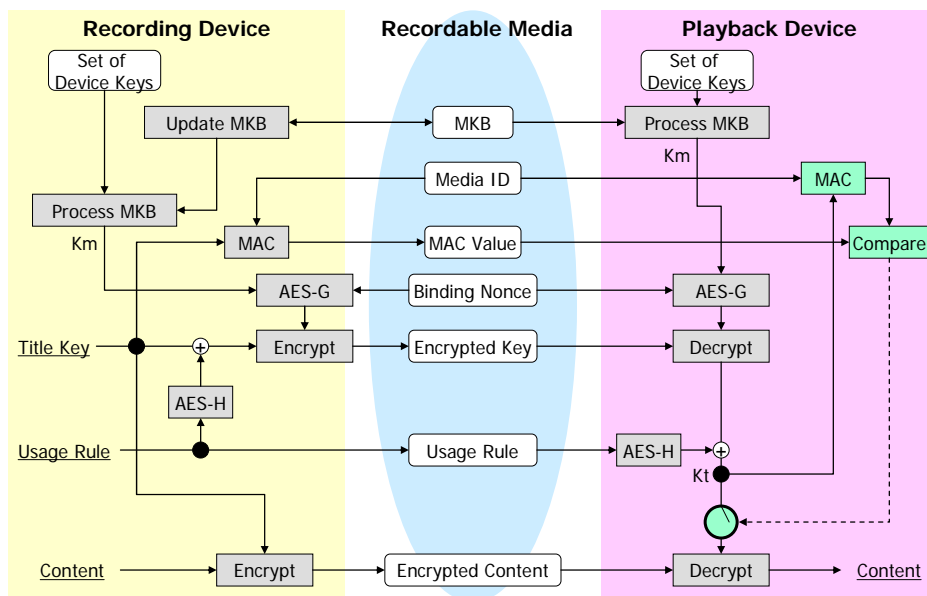 Recording Device
Recordable Media
Playback Device
Set of
Device Keys
Set of
Device Keys
Update MKB
MKB
Process MKB
Km
Media ID
MAC
Process MKB
Km
MAC
MAC Value
Compare
AES-G
Binding Nonce
AES-G
Title Key
+
Encrypt
Encrypted Key
Decrypt
AES-H
Usage Rule
Usage Rule
AES-H
+
Kt
Content
Encrypt
Encrypted Content
Decrypt
Content